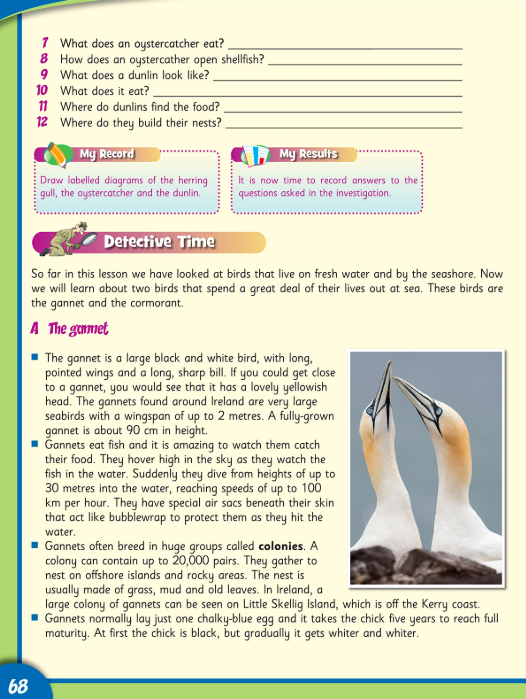 7 What does an oystercatcher eat?
8 How does an oystercather open shellfish?
9 What does a dunlin look like?
10 What does it eat?
11 Where do dunlins find the food?
12 Where do they build their nests?
My Record
Draw labelled diagrams of the herring
gull, the oystercatcher and the dunlin.
My Results
It is now time to record answers to the
questions asked in the investigation.
Detective Time
So far in this lesson we have looked at birds that live on fresh water and by the seashore. Now
we will learn about two birds that spend a great deal of their lives out at sea. These birds are
the gannet and the cormorant.
A The gannet
The gannet is a large black and white bird, with long,
pointed wings and a long, sharp bill. If you could get close
to a gannet, you would see that it has a lovely yellowish
head. The gannets found around Ireland are very large
seabirds with a wingspan of up to 2 metres. A fully-grown
gannet is about 90 cm in height.
Gannets eat fish and it is amazing to watch them catch
their food. They hover high in the sky as they watch the
fish in the water. Suddenly they dive from heights of up to
30 metres into the water, reaching speeds of up to 100
km per hour. They have special air sacs beneath their skin
that act like bubblewrap to protect them as they hit the
water.
Gannets often breed in huge groups called colonies. A
colony can contain up to 20,000 pairs. They gather to
nest on offshore islands and rocky areas. The nest is
usually made of grass, mud and old leaves. In Ireland, a
large colony of gannets can be seen on Little Skellig Island, which is off the Kerry coast.
Gannets normally lay just one chalky-blue egg and it takes the chick five years to reach full
maturity. At first the chick is black, but gradually it gets whiter and whiter.
68